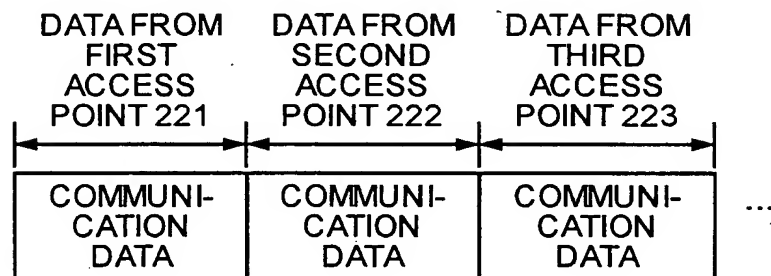 DATA FROM
FIRST
ACCESS
POINT 221
DATA FROM
SECOND
ACCESS
POINT 222
DATA FROM
THIRD
ACCESS
POINT 223
COMMUNI-
CATION
DATA
COMMUNI-
CATION
DATA
COMMUNI-
CATION
DATA
...